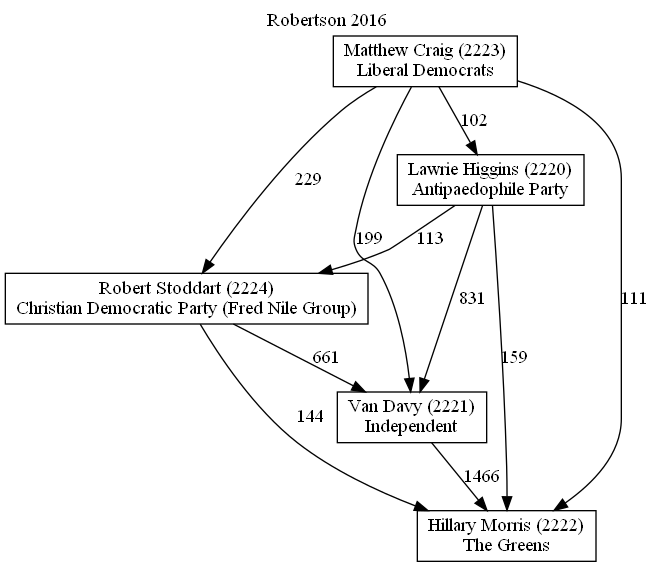 Robertson 2016
Matthew Craig (2223)
Liberal Democrats
102
Lawrie Higgins (2220)
Antipaedophile Party
229
199
113
Robert Stoddart (2224)
Christian Democratic Party (Fred Nile Group)
831
159
111
661
Van Davy (2221)
Independent
144
1466
Hillary Morris (2222)
The Greens